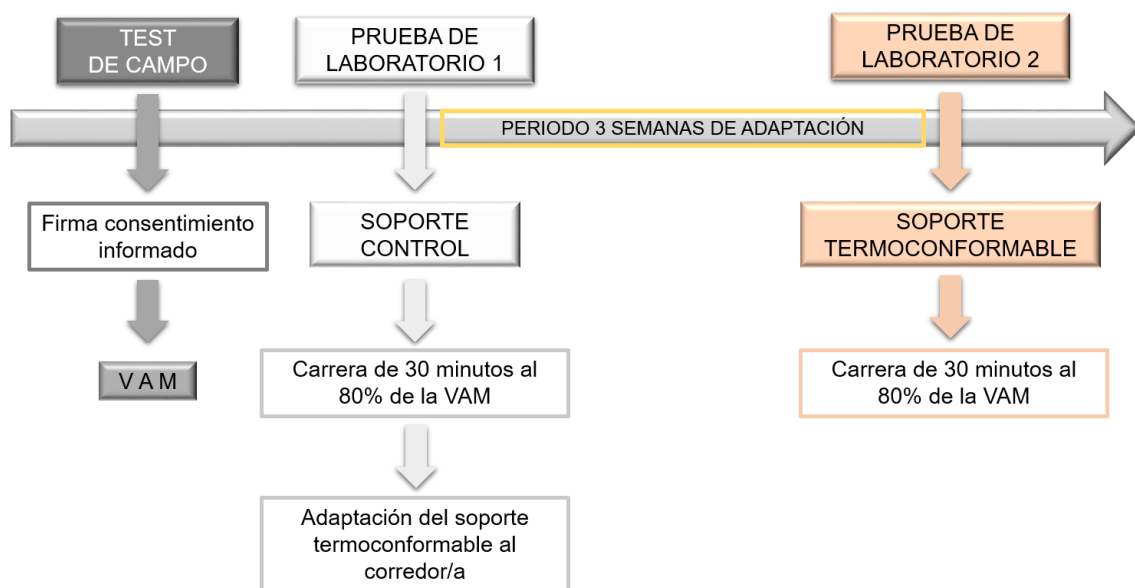 TEST
DE CAMPO
PRUEBA DE
LABORATORIO 1
PRUEBA DE
LABORATORIO 2
PERIODO 3 SEMANAS DE ADAPTACIÓN
Firma consentimiento
informado
SOPORTE
CONTROL
SOPORTE
TERMOCONFORMABLE
V A M
Carrera de 30 minutos al
80% de la VAM
Carrera de 30 minutos al
80% de la VAM
Adaptación del soporte
termoconformable al
corredor/a